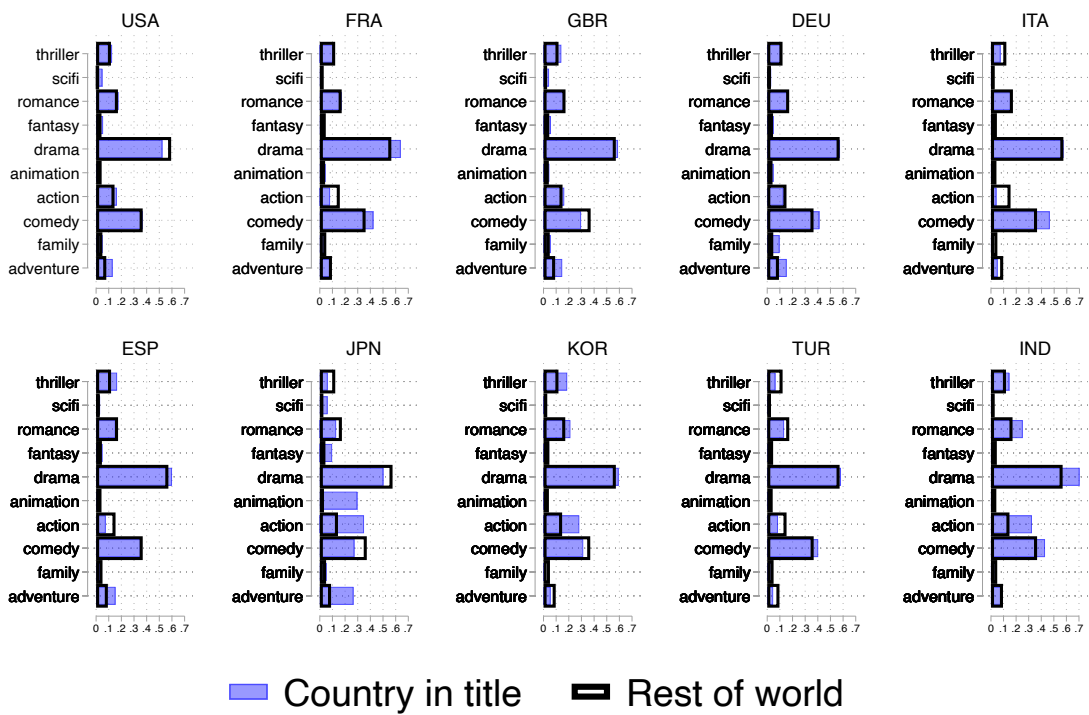 USA FRA GBR DEU ITA
thriller thriller thriller thriller thriller
scifi scifi scifi scifi scifi
romance romance romance romance romance
fantasy fantasy fantasy fantasy fantasy
drama drama drama drama drama
animation animation animation animation animation
action action action action action
comedy comedy comedy comedy comedy
family family family family family
adventure adventure adventure adventure adventure
0 .1 .2 .3 .4 .5 .6 .7 0 .1 .2 .3 .4 .5 .6 .7 0 .1 .2 .3 .4 .5 .6 .7 0 .1 .2 .3 .4 .5 .6 .7 0 .1 .2 .3 .4 .5 .6 .7
ESP JPN KOR TUR IND
thriller thriller thriller thriller thriller
scifi scifi scifi scifi scifi
romance romance romance romance romance
fantasy fantasy fantasy fantasy fantasy
drama drama drama drama drama
animation animation animation animation animation
action action action action action
comedy comedy comedy comedy comedy
family family family family family
adventure adventure adventure adventure adventure
0 .1 .2 .3 .4 .5 .6 .7 0 .1 .2 .3 .4 .5 .6 .7 0 .1 .2 .3 .4 .5 .6 .7 0 .1 .2 .3 .4 .5 .6 .7 0 .1 .2 .3 .4 .5 .6 .7
Country in title Rest of world